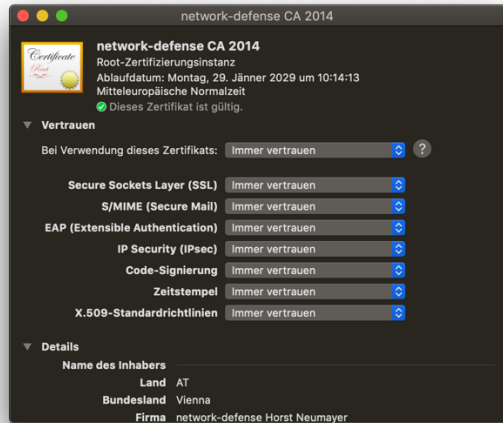 network-defense CA 2014
Certificate
Root
network-defense CA 2014
Root-Zertifizierungsinstanz
Ablaufdatum: Montag, 29. Jänner 2029 um 10:14:13
Mitteleuropäische Normalzeit
Dieses Zertifikat ist gültig.
Vertrauen
Bei Verwendung dieses Zertifikats: Immer vertrauen ?
Secure Sockets Layer (SSL) Immer vertrauen
S/MIME (Secure Mail) Immer vertrauen
EAP (Extensible Authentication) Immer vertrauen
IP Security (IPsec) Immer vertrauen
Code-Signierung Immer vertrauen
Zeitstempel Immer vertrauen
X.509-Standardrichtlinien Immer vertrauen
Details
Name des Inhabers
Land AT
Bundesland Vienna
Firma network-defense Horst Neumayer